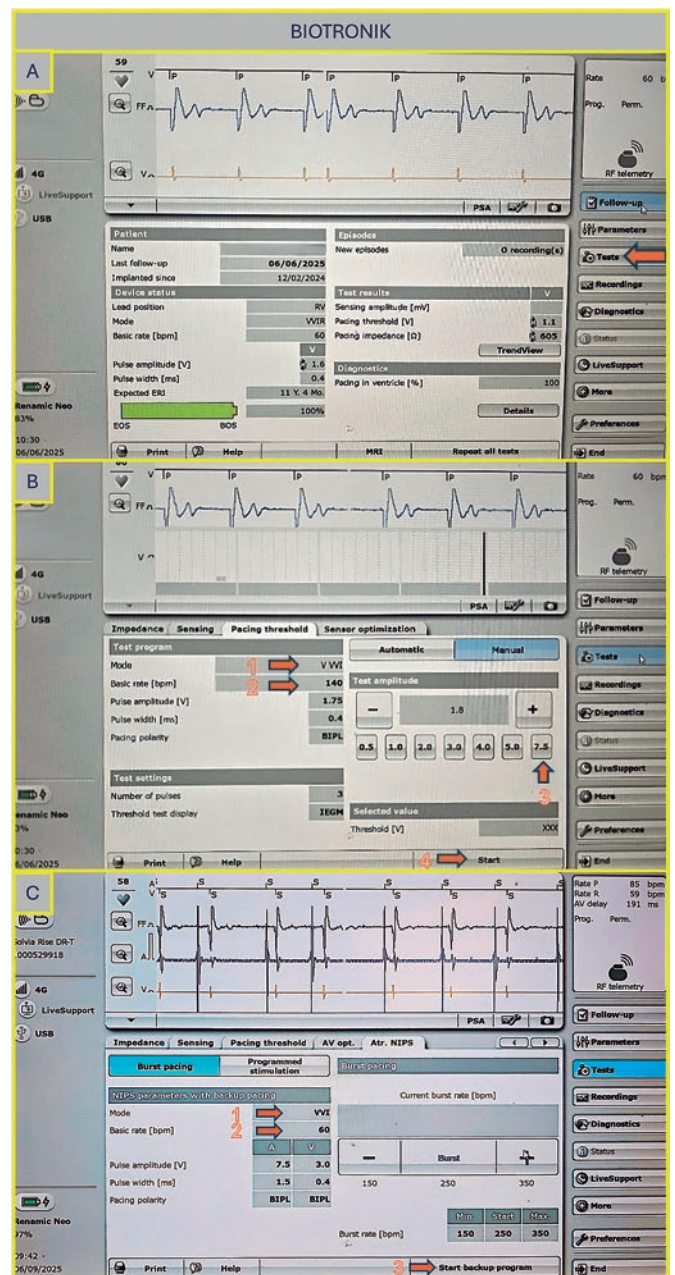 BIOTRONIK
A
59
V
P P P P P P P
FF
V
4G
LiveSupport
USB
Rate 60 b
Prog. Perm.
RF telemetry
PSA
Follow-up
Parameters
Tests
Recordings
Diagnostics
Status
LiveSupport
More
Preferences
End
Patient
Name
Last follow-up 06/06/2025
Implanted since 12/02/2024
Device status
Lead position RV
Mode VVIR
Basic rate [bpm] 60
V
Pulse amplitude [V] 1.6
Pulse width [ms] 0.4
Expected ERI 11 Y. 4 Mo.
100%
EOS BOS
Episodes
New episodes 0 recording(s)
Test results V
Sensing amplitude [mV]
Pacing threshold [V] 1.1
Pacing impedance [Ω] 605
TrendView
Diagnostics
Pacing in ventricle [%] 100
Details
Renamic Neo
83%
10:30 -
06/06/2025
Print Help MRI Repeat all tests
B
V P P P P P P
FF
V
4G
LiveSupport
USB
Rate 60 bpm
Prog. Perm.
RF telemetry
PSA
Follow-up
Parameters
Tests
Recordings
Diagnostics
Status
LiveSupport
More
Preferences
End
Impedance Sensing Pacing threshold Sensor optimization
Test program
Mode 1 V VVI
Basic rate [bpm] 2 140
Pulse amplitude [V] 1.75
Pulse width [ms] 0.4
Pacing polarity BIPL
Test settings
Number of pulses 3
Threshold test display IEGM
Automatic Manual
Test amplitude
− 1.8 +
0.5 1.0 2.0 3.0 4.0 5.0 7.5
3
Selected value
Threshold [V] XXX
enamic Neo
3%
0:30 -
6/06/2025
Print Help 4 Start
C
58
A
V
S S S S S S
S S S S S S S
FF
A
V
Solvia Rise DR-T
4G
LiveSupport
USB
Rate P 85 bpm
Rate R 59 bpm
AV delay 191 ms
Prog. Perm.
RF telemetry
PSA
Follow-up
Parameters
Tests
Recordings
Diagnostics
Status
LiveSupport
More
Preferences
End
Impedance Sensing Pacing threshold AV opt. Atr. NIPS
Burst pacing Programmed stimulation
NIPS parameters with backup pacing
Mode 1 VVI
Basic rate [bpm] 2 60
A V
Pulse amplitude [V] 7.5 3.0
Pulse width [ms] 1.5 0.4
Pacing polarity BIPL BIPL
Burst pacing
Current burst rate [bpm]
− Burst +
150 250 350
Min. Start Max.
Burst rate [bpm] 150 250 350
Renamic Neo
97%
09:42 -
06/09/2025
Print Help 3 Start backup program